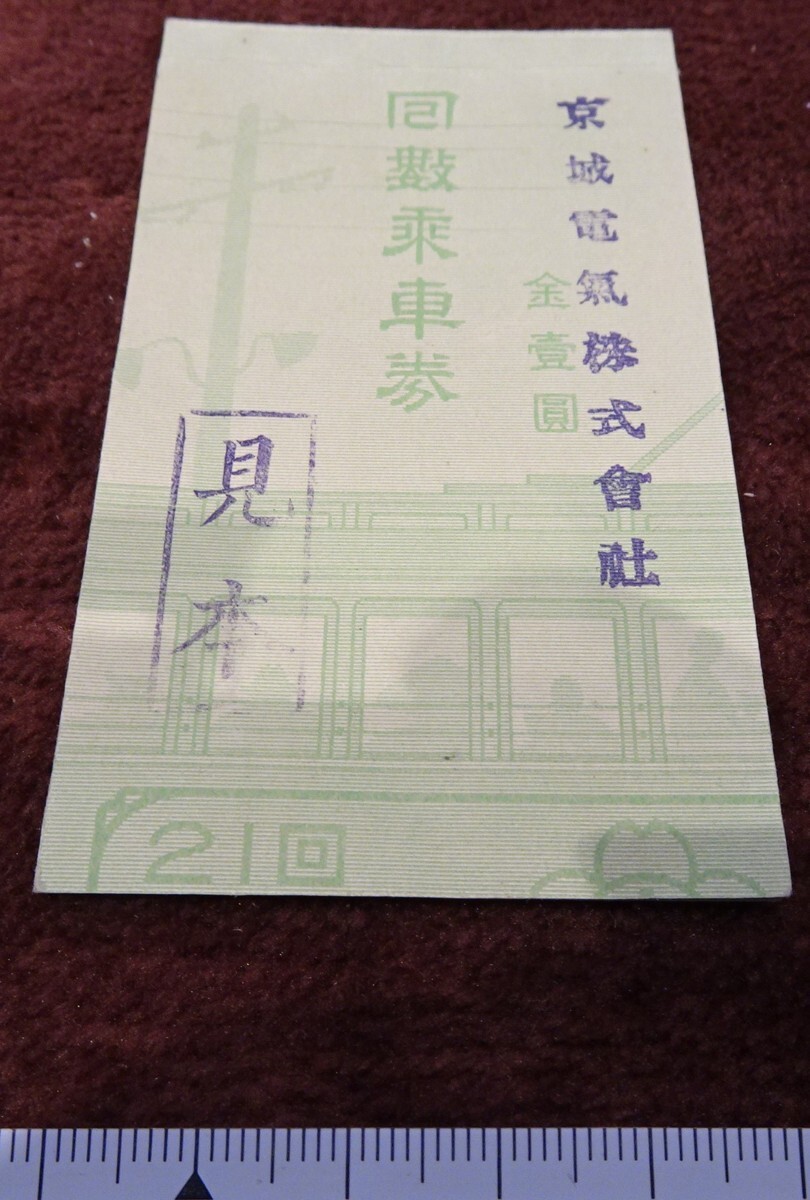 京城電氣株式會社
金壹圓
回數乘車券
見本
21回